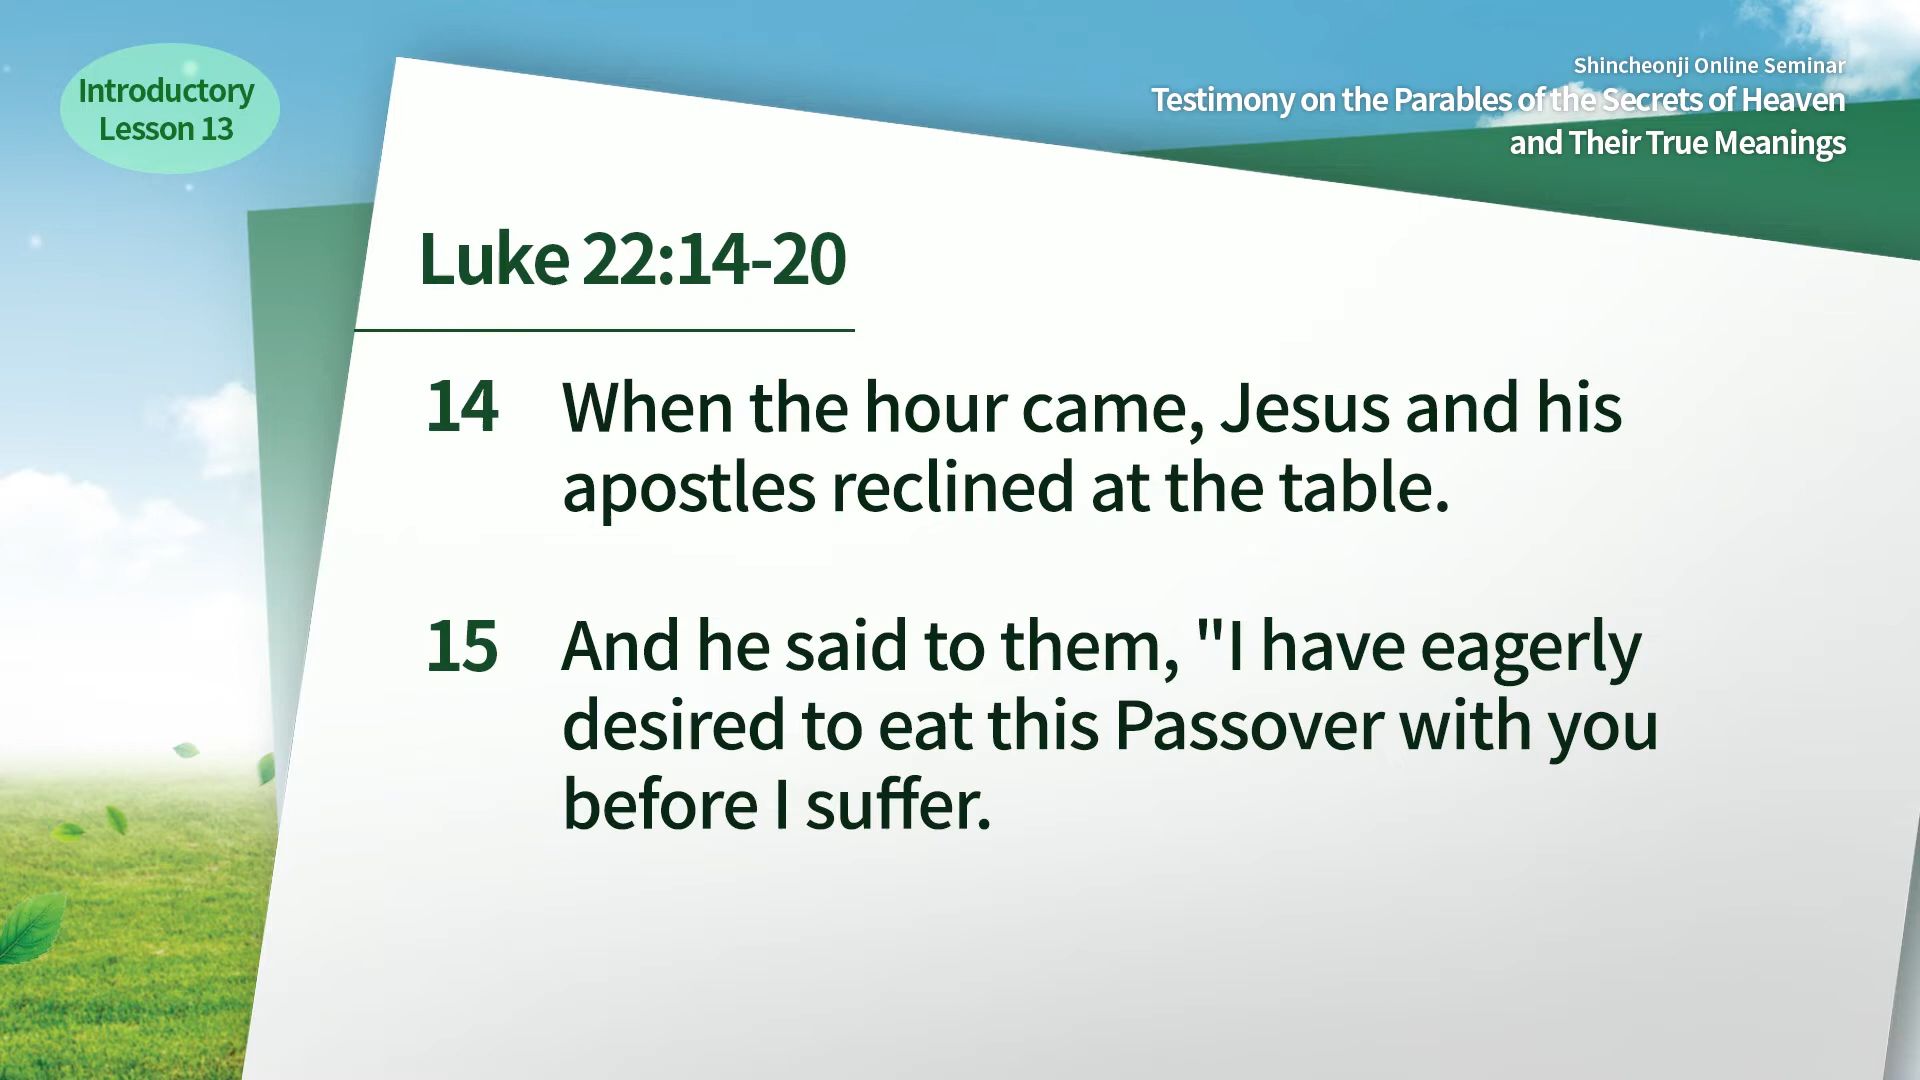 Introductory
Lesson 13
Shincheonji Online Seminar
Testimony on the Parables of the Secrets of Heaven
and Their True Meanings
Luke 22:14-20
14 When the hour came, Jesus and his
apostles reclined at the table.
15 And he said to them, "I have eagerly
desired to eat this Passover with you
before I suffer.